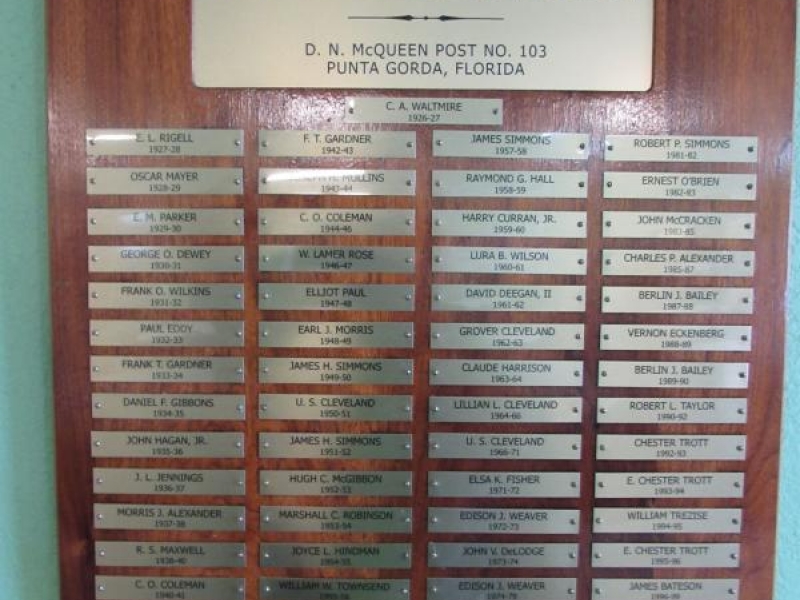 D. N. McQUEEN POST NO. 103
PUNTA GORDA, FLORIDA
C. A. WALTMIRE
1926-27
E. L. RIGELL
1927-28
OSCAR MAYER
1928-29
E. M. PARKER
1929-30
GEORGE O. DEWEY
1930-31
FRANK O. WILKINS
1931-32
PAUL EDDY
1932-33
FRANK T. GARDNER
1933-34
DANIEL F. GIBBONS
1934-35
JOHN HAGAN, JR.
1935-36
J. L. JENNINGS
1936-37
MORRIS J. ALEXANDER
1937-38
R. S. MAXWELL
1938-40
C. O. COLEMAN
1940-41
F. T. GARDNER
1942-43
MULLINS
1943-44
C. O. COLEMAN
1944-46
W. LAMER ROSE
1946-47
ELLIOT PAUL
1947-48
EARL J. MORRIS
1948-49
JAMES H. SIMMONS
1949-50
U. S. CLEVELAND
1950-51
JAMES H. SIMMONS
1951-52
HUGH C. McGIBBON
1952-53
MARSHALL C. ROBINSON
1953-54
JOYCE L. HINDMAN
1954-55
WILLIAM W. TOWNSEND
JAMES SIMMONS
1957-58
RAYMOND G. HALL
1958-59
HARRY CURRAN, JR.
1959-60
LURA B. WILSON
1960-61
DAVID DEEGAN, II
1961-62
GROVER CLEVELAND
1962-63
CLAUDE HARRISON
1963-64
LILLIAN L. CLEVELAND
1964-66
U. S. CLEVELAND
1966-71
ELSA K. FISHER
1971-72
EDISON J. WEAVER
1972-73
JOHN V. DeLODGE
1973-74
EDISON J. WEAVER
1974-79
ROBERT P. SIMMONS
1981-82
ERNEST O'BRIEN
1982-83
JOHN McCRACKEN
1983-85
CHARLES P. ALEXANDER
1985-87
BERLIN J. BAILEY
1987-88
VERNON ECKENBERG
1988-89
BERLIN J. BAILEY
1989-90
ROBERT L. TAYLOR
1990-92
CHESTER TROTT
1992-93
E. CHESTER TROTT
1993-94
WILLIAM TREZISE
1994-95
E. CHESTER TROTT
1995-96
JAMES BATESON
1996-99